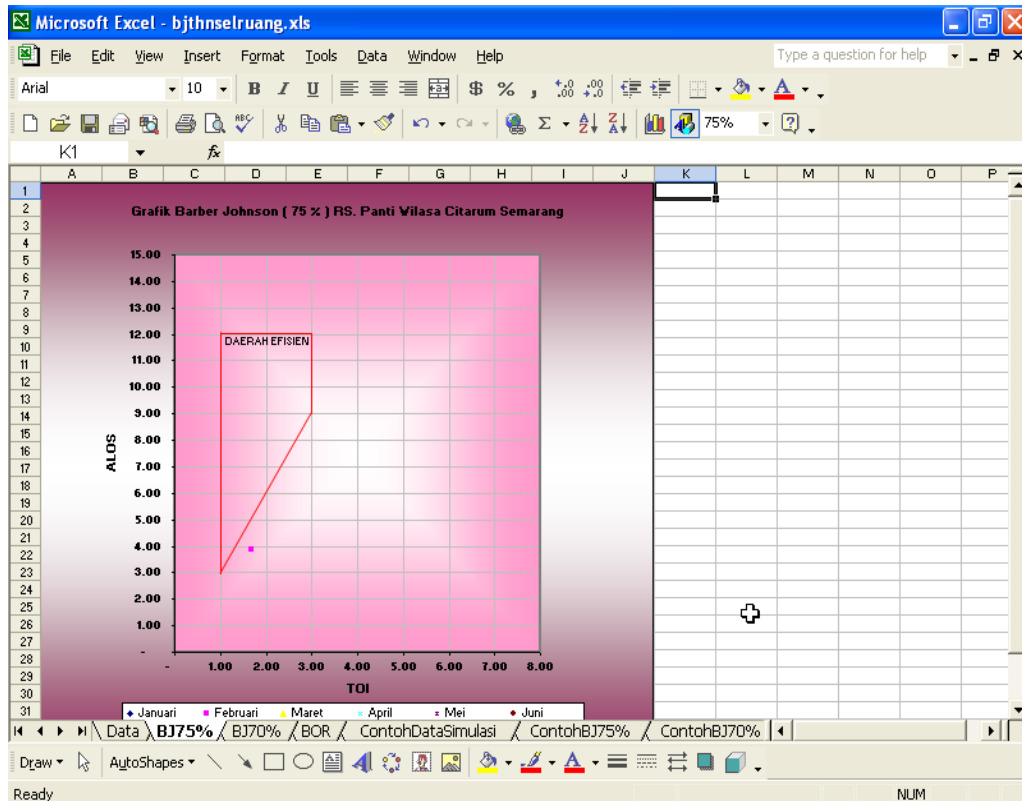 Microsoft Excel - bjthnselruang.xls
File Edit View Insert Format Tools Data Window Help Type a question for help
Arial 10 B I U $ % , .00 .00
ABC Σ A Z Z A 75% ?
K1 fx
A B C D E F G H I J K L M N O P
1
2 Grafik Barber Johnson ( 75 % ) RS. Panti Wilasa Citarum Semarang
3
4
5 15.00
6 14.00
7
8 13.00
9 12.00
10 DAERAH EFISIEN
11 11.00
12 10.00
13
14 9.00
15 8.00
16 ALOS
17 7.00
18 6.00
19
20 5.00
21
22 4.00
23 3.00
24
25 2.00
26 1.00
27
28 -
29 - 1.00 2.00 3.00 4.00 5.00 6.00 7.00 8.00
30 TOI
31 Januari Februari Maret April Mei Juni
Data BJ75% BJ70% BOR ContohDataSimulasi ContohBJ75% ContohBJ70%
Draw AutoShapes A A
Ready NUM